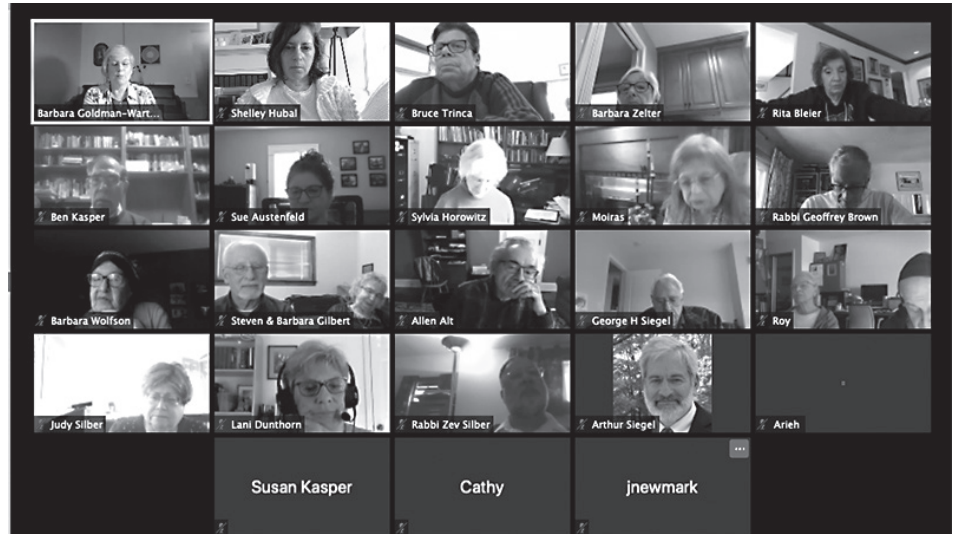 Barbara Goldman-Wart...
Shelley Hubal
Bruce Trinca
Barbara Zelter
Rita Bleier
Ben Kasper
Sue Austenfeld
Sylvia Horowitz
Moiras
Rabbi Geoffrey Brown
Barbara Wolfson
Steven & Barbara Gilbert
Allen Alt
George H Siegel
Roy
Judy Silber
Lani Dunthorn
Rabbi Zev Silber
Arthur Siegel
Arieh
Susan Kasper
Cathy
jnewmark